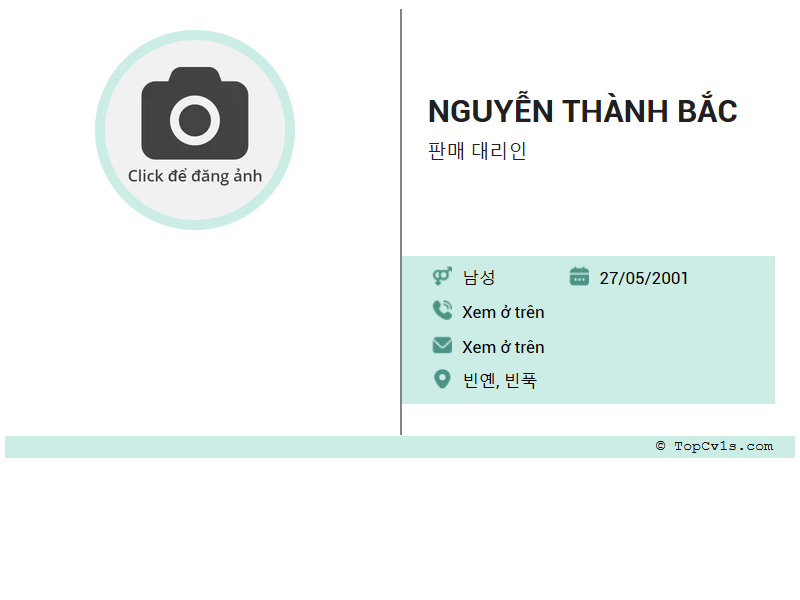 Click để đăng ảnh
NGUYỄN THÀNH BẮC
판매 대리인
남성 27/05/2001
Xem ở trên
Xem ở trên
빈옌, 빈푹
© TopCv1s.com